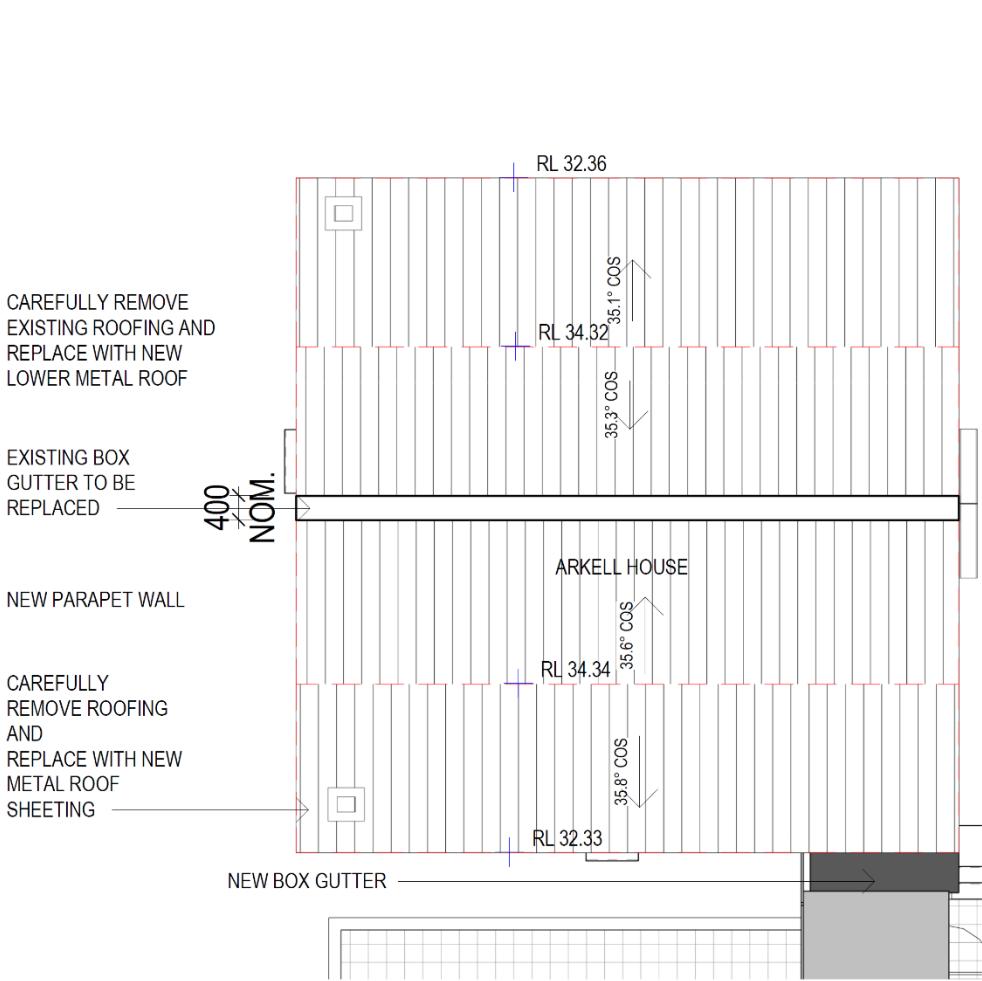 RL 32.36
CAREFULLY REMOVE
EXISTING ROOFING AND
REPLACE WITH NEW
LOWER METAL ROOF
35.1° COS
RL 34.32
35.3° COS
EXISTING BOX
GUTTER TO BE
REPLACED
400
NOM.
ARKELL HOUSE
NEW PARAPET WALL
35.6° COS
RL 34.34
CAREFULLY
REMOVE ROOFING
AND
REPLACE WITH NEW
METAL ROOF
SHEETING
35.8° COS
RL 32.33
NEW BOX GUTTER